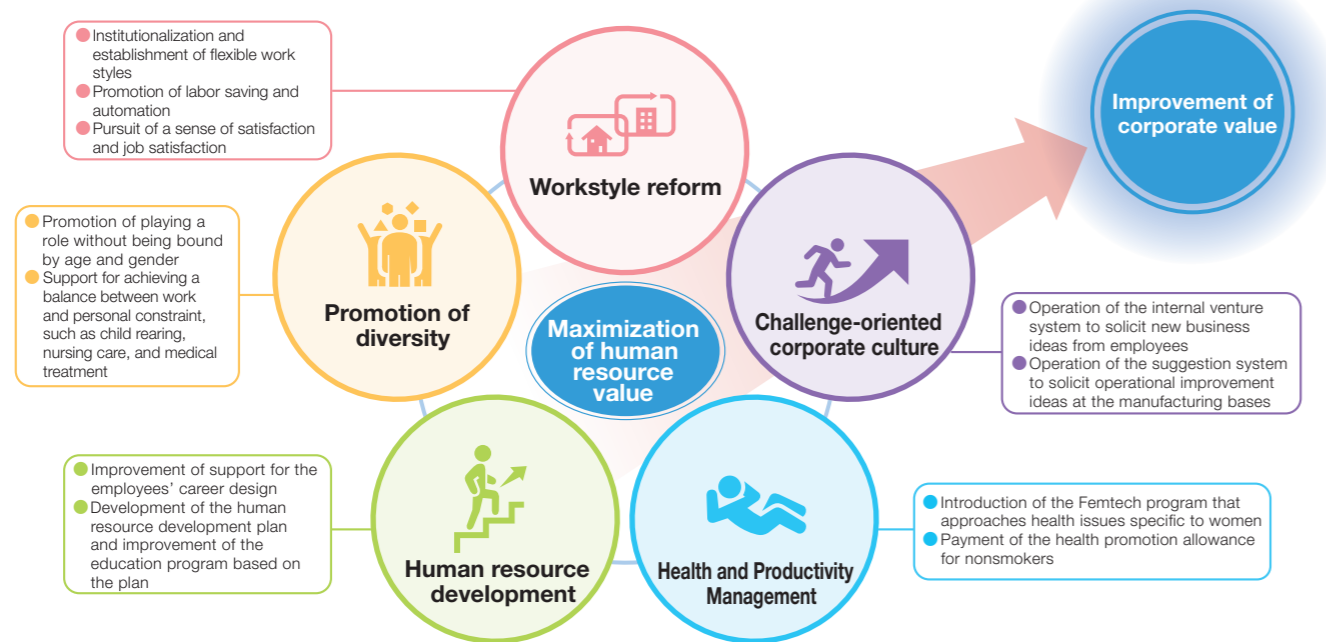 Institutionalization and
establishment of flexible work
styles
Promotion of labor saving and
automation
Pursuit of a sense of satisfaction
and job satisfaction
Workstyle reform
Improvement of
corporate value
Promotion of playing a
role without being bound
by age and gender
Support for achieving a
balance between work
and personal constraint,
such as child rearing,
nursing care, and medical
treatment
Promotion of
diversity
Maximization
of human
resource
value
Challenge-oriented
corporate culture
Operation of the internal venture
system to solicit new business
ideas from employees
Operation of the suggestion system
to solicit operational improvement
ideas at the manufacturing bases
Improvement of support for the
employees’ career design
Development of the human
resource development plan
and improvement of the
education program based on
the plan
Human resource
development
Health and Productivity
Management
Introduction of the Femtech program that
approaches health issues specific to women
Payment of the health promotion allowance
for nonsmokers